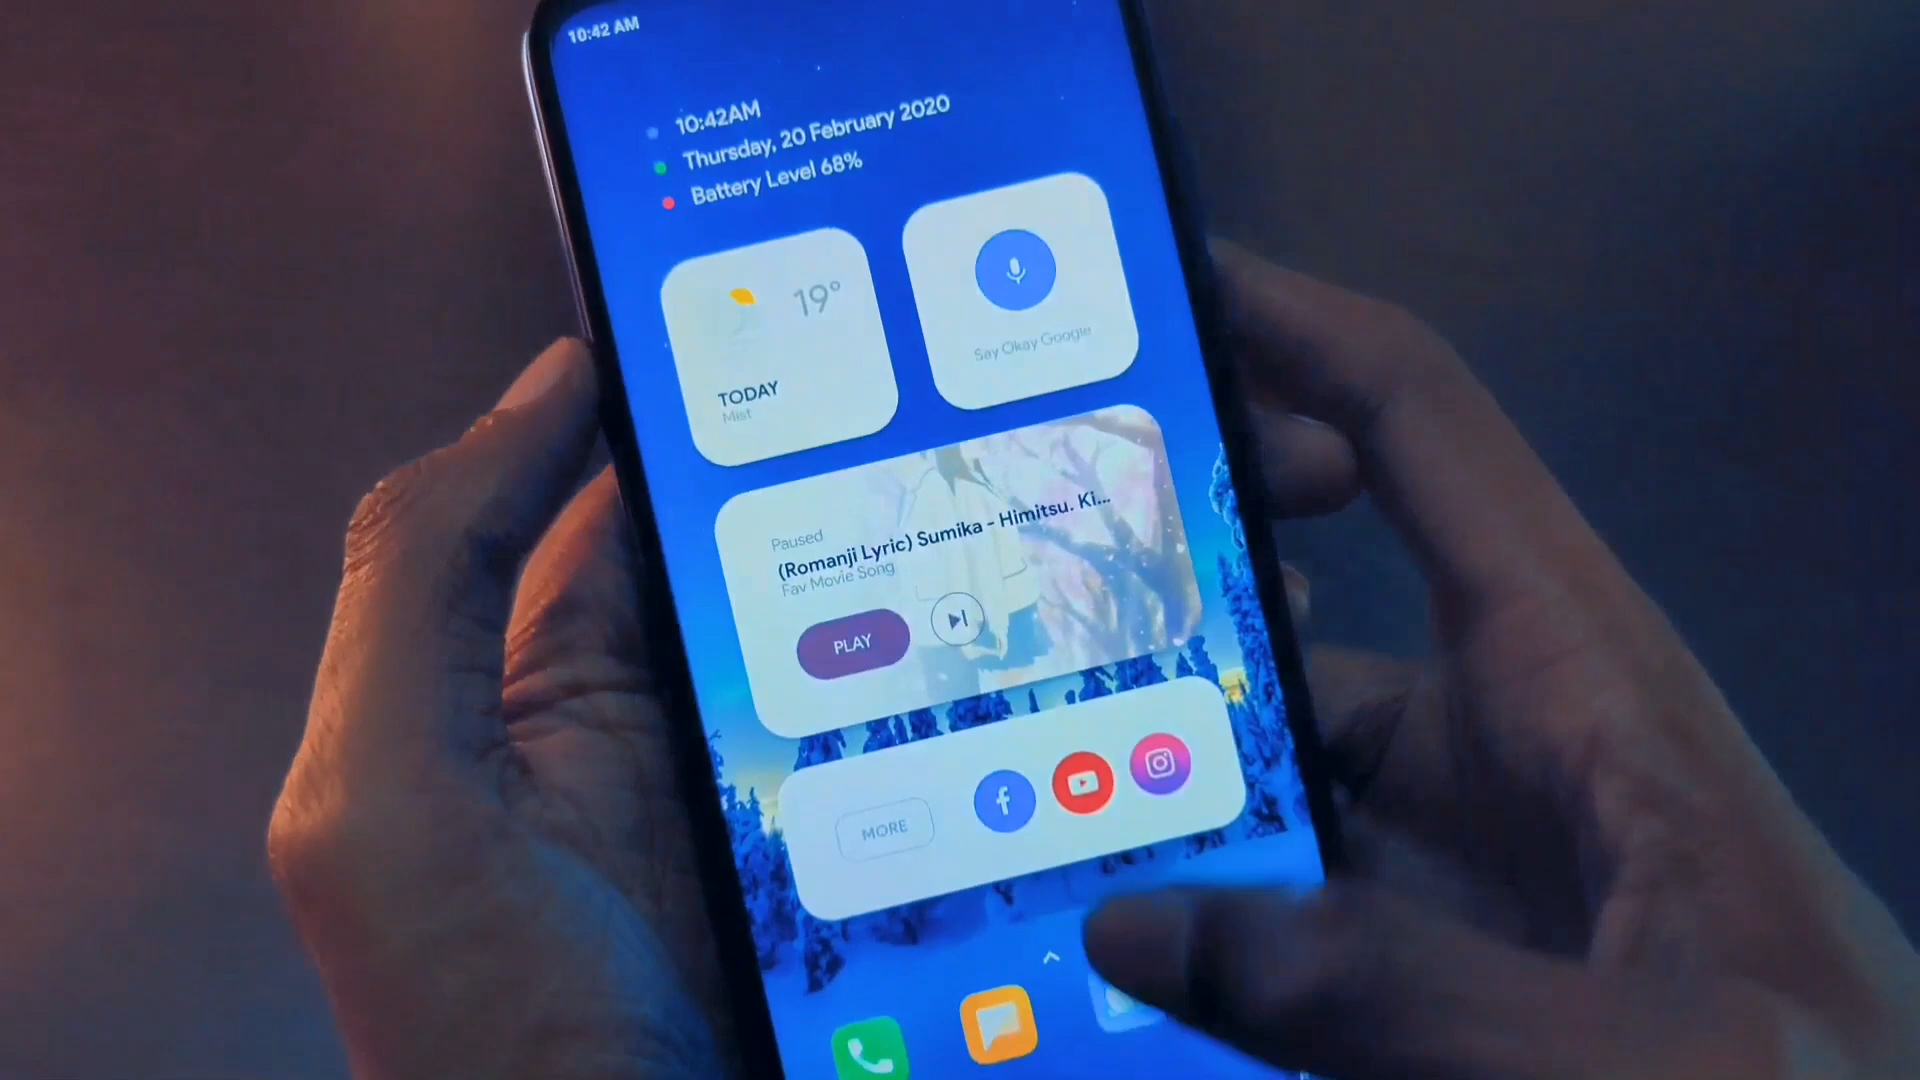 10:42 AM
10:42AM
Thursday, 20 February 2020
Battery Level 68%
19°
TODAY
Mist
Say Okay Google
Paused
(Romanji Lyric) Sumika - Himitsu. Ki...
Fav Movie Song
PLAY
MORE